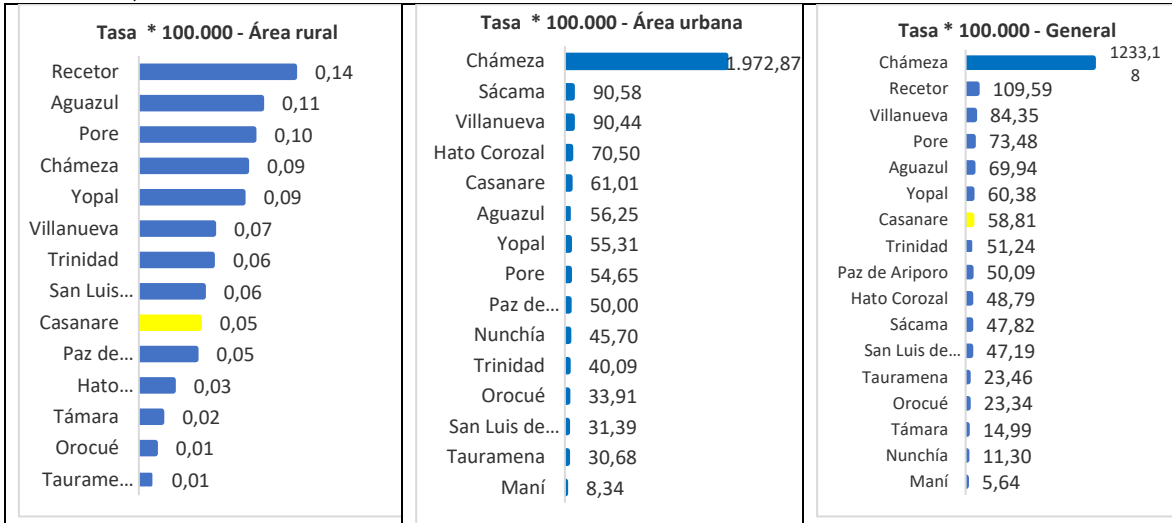 Tasa * 100.000 - Área rural
Recetor 0,14
Aguazul 0,11
Pore 0,10
Chámeza 0,09
Yopal 0,09
Villanueva 0,07
Trinidad 0,06
San Luis... 0,06
Casanare 0,05
Paz de... 0,05
Hato... 0,03
Támara 0,02
Orocué 0,01
Taurame... 0,01
Tasa * 100.000 - Área urbana
Chámeza 1.972,87
Sácama 90,58
Villanueva 90,44
Hato Corozal 70,50
Casanare 61,01
Aguazul 56,25
Yopal 55,31
Pore 54,65
Paz de... 50,00
Nunchía 45,70
Trinidad 40,09
Orocué 33,91
San Luis de... 31,39
Tauramena 30,68
Maní 8,34
Tasa * 100.000 - General
Chámeza 1233,1
8
Recetor 109,59
Villanueva 84,35
Pore 73,48
Aguazul 69,94
Yopal 60,38
Casanare 58,81
Trinidad 51,24
Paz de Ariporo 50,09
Hato Corozal 48,79
Sácama 47,82
San Luis de... 47,19
Tauramena 23,46
Orocué 23,34
Támara 14,99
Nunchía 11,30
Maní 5,64